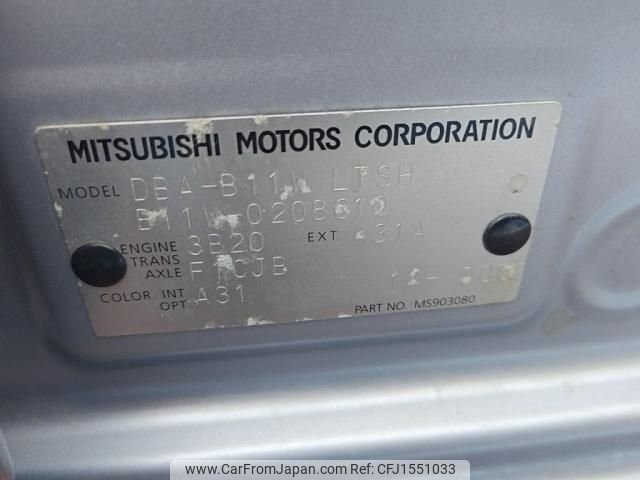 MITSUBISHI MOTORS CORPORATION
MODEL DBA-B11W LTSH
B11W-0208610
ENGINE 3B20 EXT A31A
TRANS
AXLE F1CJB
COLOR. INT A31
OPT
PART NO. MS903080
www.CarFromJapan.com - CFJ1551033